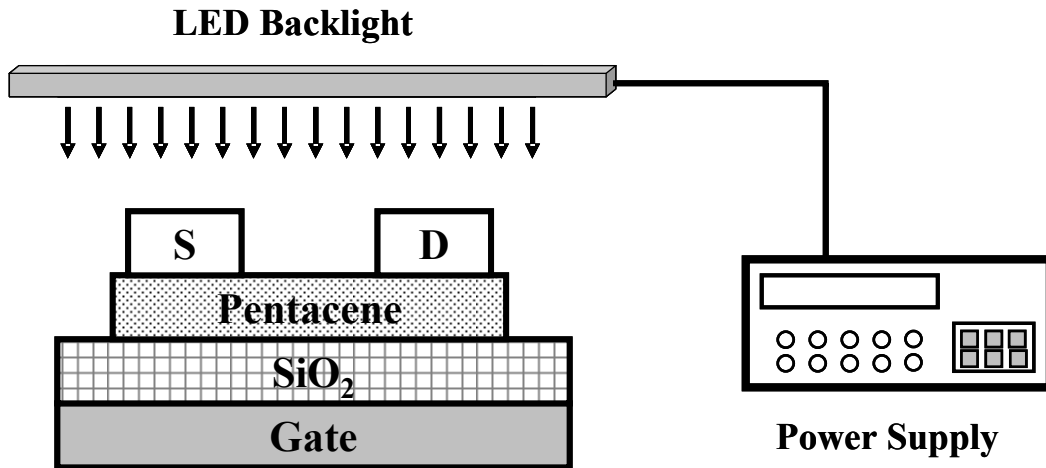 LED Backlight
S
D
Pentacene
SiO₂
Gate
Power Supply